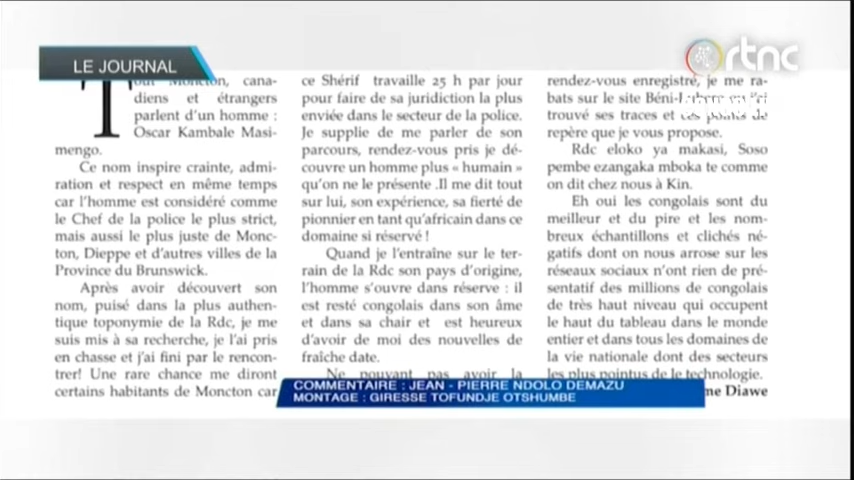 LE JOURNAL
rtnc
Tout Moncton, cana-
diens et étrangers
parlent d'un homme :
Oscar Kambale Masi-
mengo.
Ce nom inspire crainte, admi-
ration et respect en même temps
car l'homme est considéré comme
le Chef de la police le plus strict,
mais aussi le plus juste de Monc-
ton, Dieppe et d'autres villes de la
Province du Brunswick.
Après avoir découvert son
nom, puisé dans la plus authen-
tique toponymie de la Rdc, je me
suis mis à sa recherche, je l'ai pris
en chasse et j'ai fini par le rencon-
trer! Une rare chance me diront
certains habitants de Moncton car
ce Shérif travaille 25 h par jour
pour faire de sa juridiction la plus
enviée dans le secteur de la police.
Je supplie de me parler de son
parcours, rendez-vous pris je dé-
couvre un homme plus « humain »
qu'on ne le présente .Il me dit tout
sur lui, son expérience, sa fierté de
pionnier en tant qu'africain dans ce
domaine si réservé !
Quand je l'entraîne sur le ter-
rain de la Rdc son pays d'origine,
l'homme s'ouvre dans réserve : il
est resté congolais dans son âme
et dans sa chair et est heureux
d'avoir de moi des nouvelles de
fraîche date.
Ne pouvant pas avoir la
rendez-vous enregistré, je me ra-
bats sur le site Béni-
trouvé ses traces et
repère que je vous propose.
Rdc eloko ya makasi, Soso
pembe ezangaka mboka te comme
on dit chez nous à Kin.
Eh oui les congolais sont du
meilleur et du pire et les nom-
breux échantillons et clichés né-
gatifs dont on nous arrose sur les
réseaux sociaux n'ont rien de pré-
sentatif des millions de congolais
de très haut niveau qui occupent
le haut du tableau dans le monde
entier et dans tous les domaines de
la vie nationale dont des secteurs
les plus pointus de le technologie.
me Diawe
COMMENTAIRE : JEAN - PIERRE NDOLO DEMAZU
MONTAGE : GIRESSE TOFUNDJE OTSHUMBE